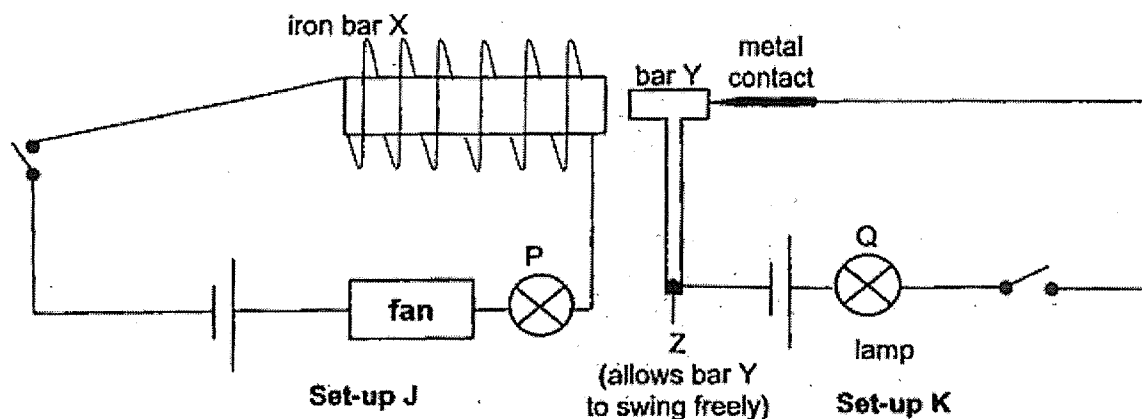 iron bar X
metal
contact
bar Y
P
Q
fan
Z
lamp
(allows bar Y
to swing freely)
Set-up J
Set-up K